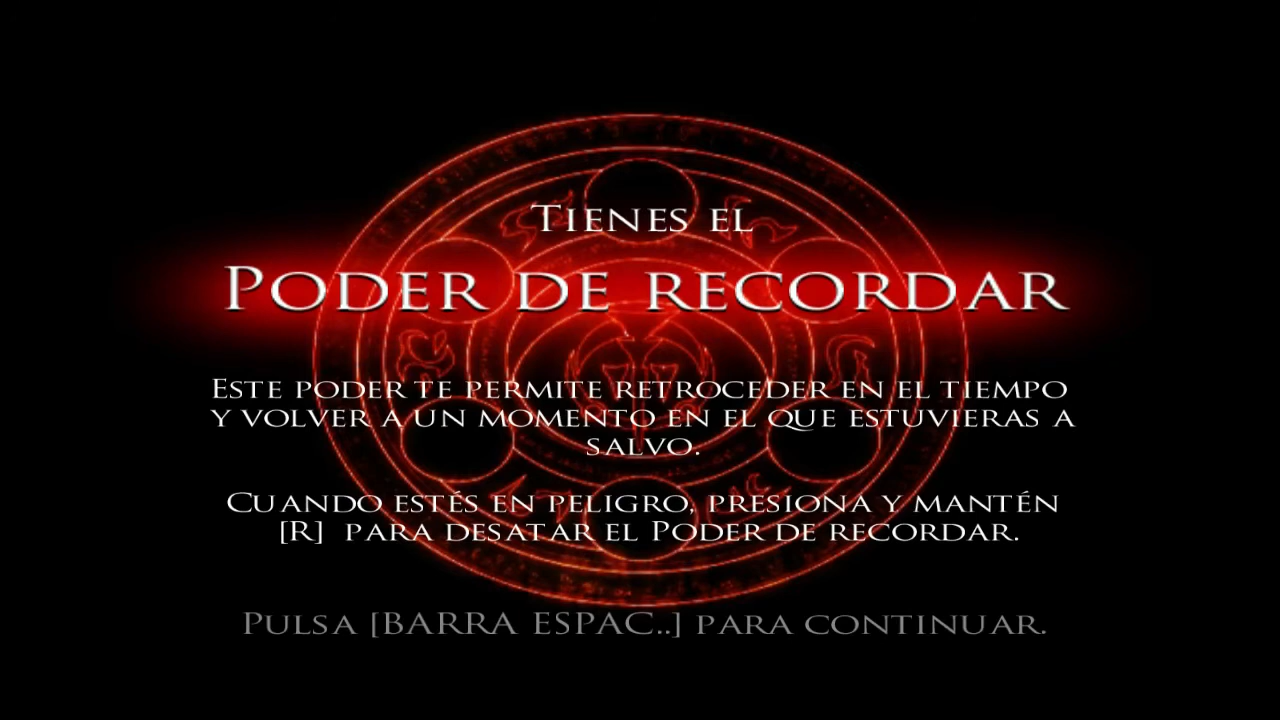 Tienes el
Poder de recordar
Este poder te permite retroceder en el tiempo
y volver a un momento en el que estuvieras a
salvo.
Cuando estés en peligro, presiona y mantén
[R] para desatar el Poder de recordar.
Pulsa [BARRA ESPAC..] para continuar.